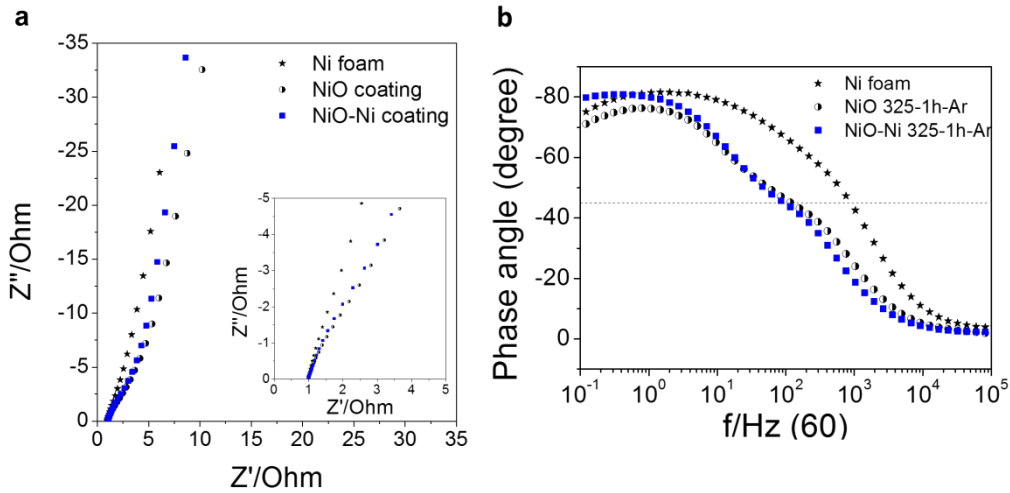 a
Z''/Ohm
-35
-30
-25
-20
-15
-10
-5
0
0 5 10 15 20 25 30 35
Z'/Ohm
Ni foam
NiO coating
NiO-Ni coating
Z''/Ohm
-5
-4
-3
-2
-1
0
0 1 2 3 4 5
Z'/Ohm
b
Phase angle (degree)
-80
-60
-40
-20
0
10-1 100 101 102 103 104 105
f/Hz (60)
Ni foam
NiO 325-1h-Ar
NiO-Ni 325-1h-Ar